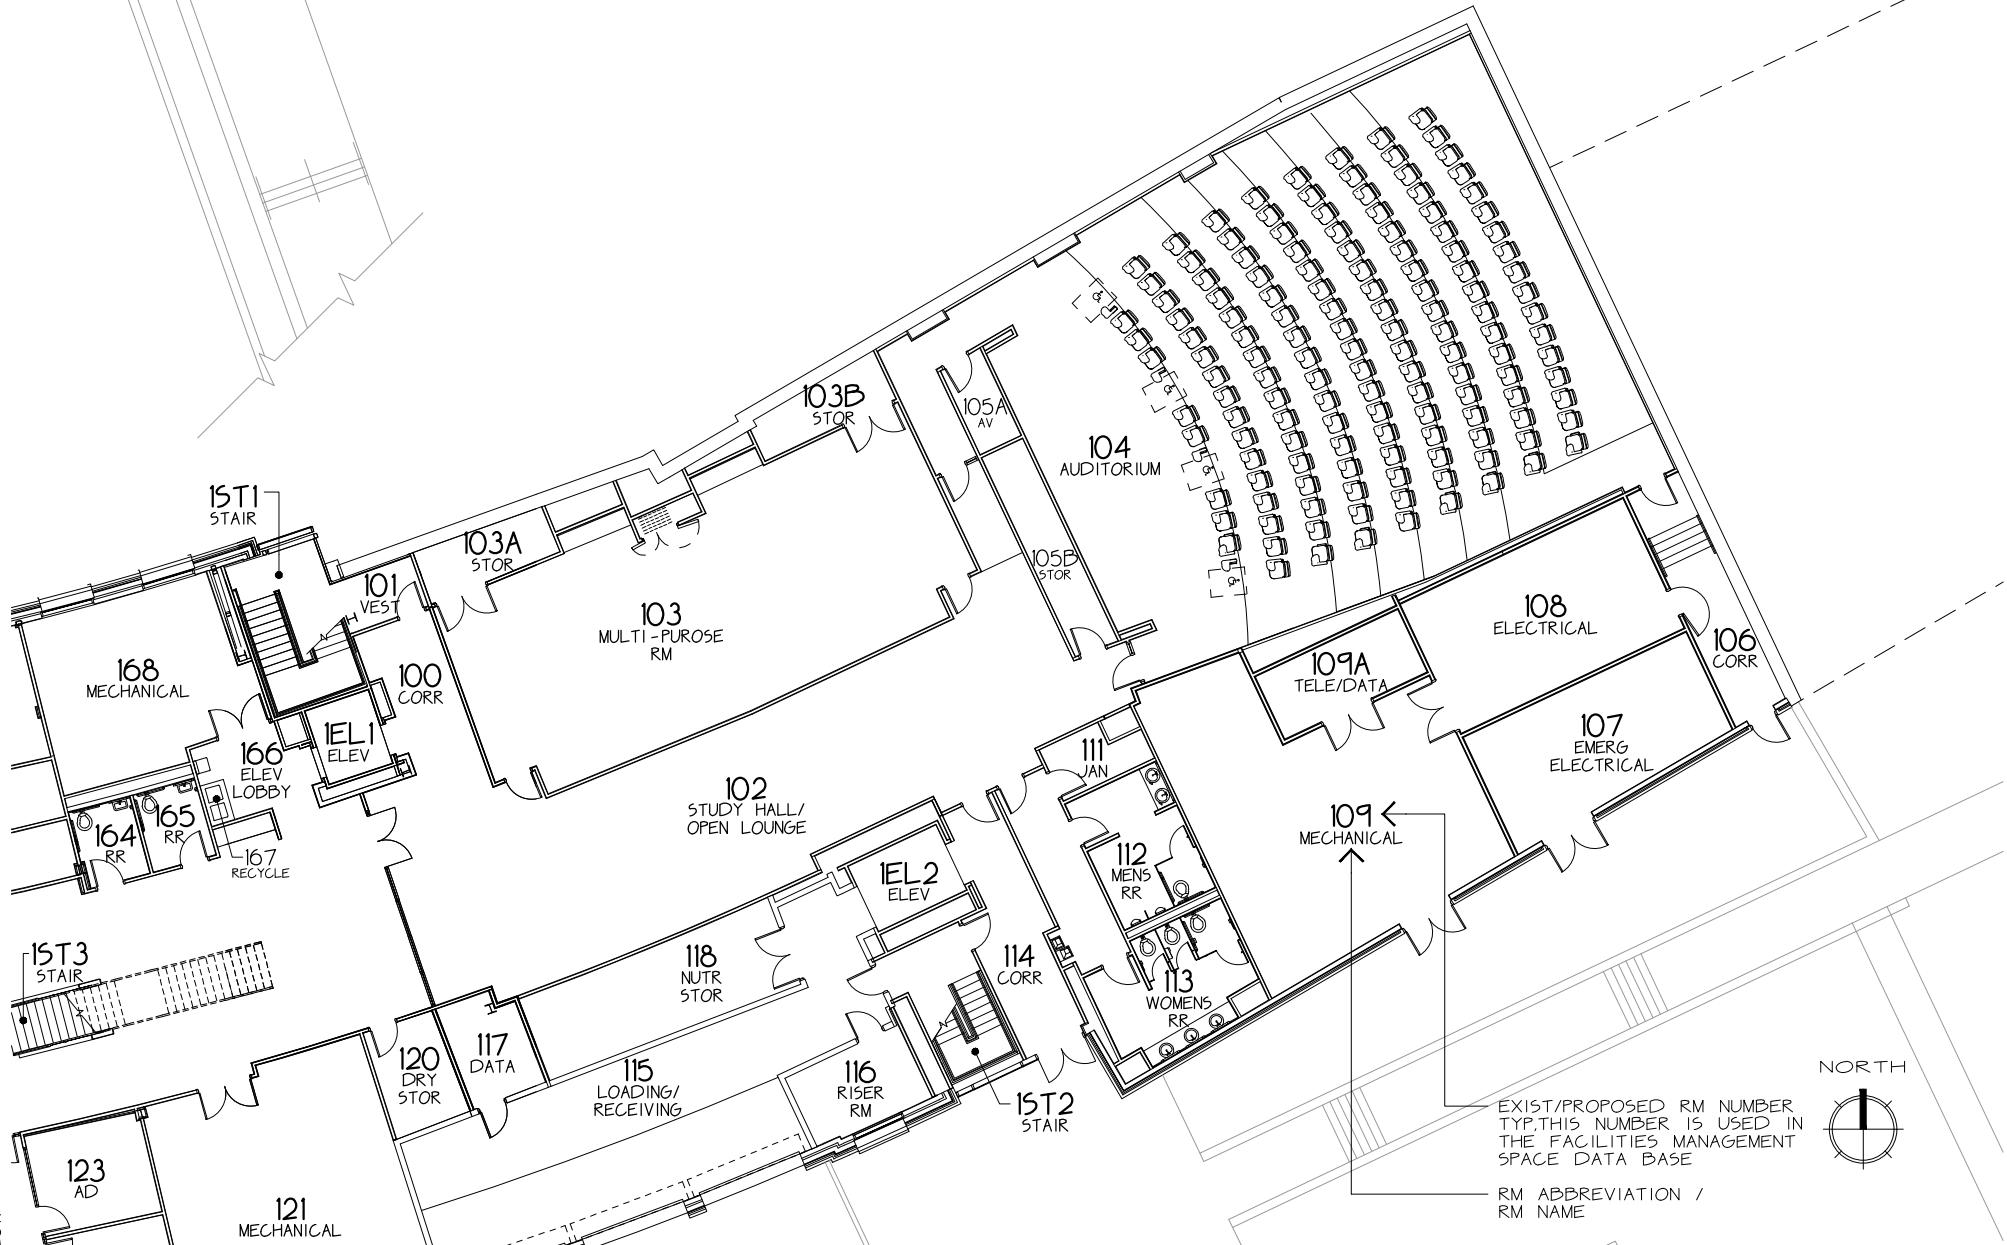 103B
STOR
105A
AV
104
AUDITORIUM
1ST1
STAIR
103A
STOR
101
VEST
105B
STOR
103
MULTI-PUROSE
RM
108
ELECTRICAL
106
CORR
168
MECHANICAL
100
CORR
109A
TELE/DATA
1EL1
ELEV
166
ELEV
LOBBY
111
JAN
107
EMERG
ELECTRICAL
102
STUDY HALL/
OPEN LOUNGE
109
MECHANICAL
164
RR
165
RR
167
RECYCLE
112
MENS
RR
1EL2
ELEV
1ST3
STAIR
118
NUTR
STOR
114
CORR
113
WOMENS
RR
120
DRY
STOR
117
DATA
115
LOADING/
RECEIVING
116
RISER
RM
1ST2
STAIR
NORTH
EXIST/PROPOSED RM NUMBER
TYP,THIS NUMBER IS USED IN
THE FACILITIES MANAGEMENT
SPACE DATA BASE
RM ABBREVIATION /
RM NAME
123
AD
121
MECHANICAL